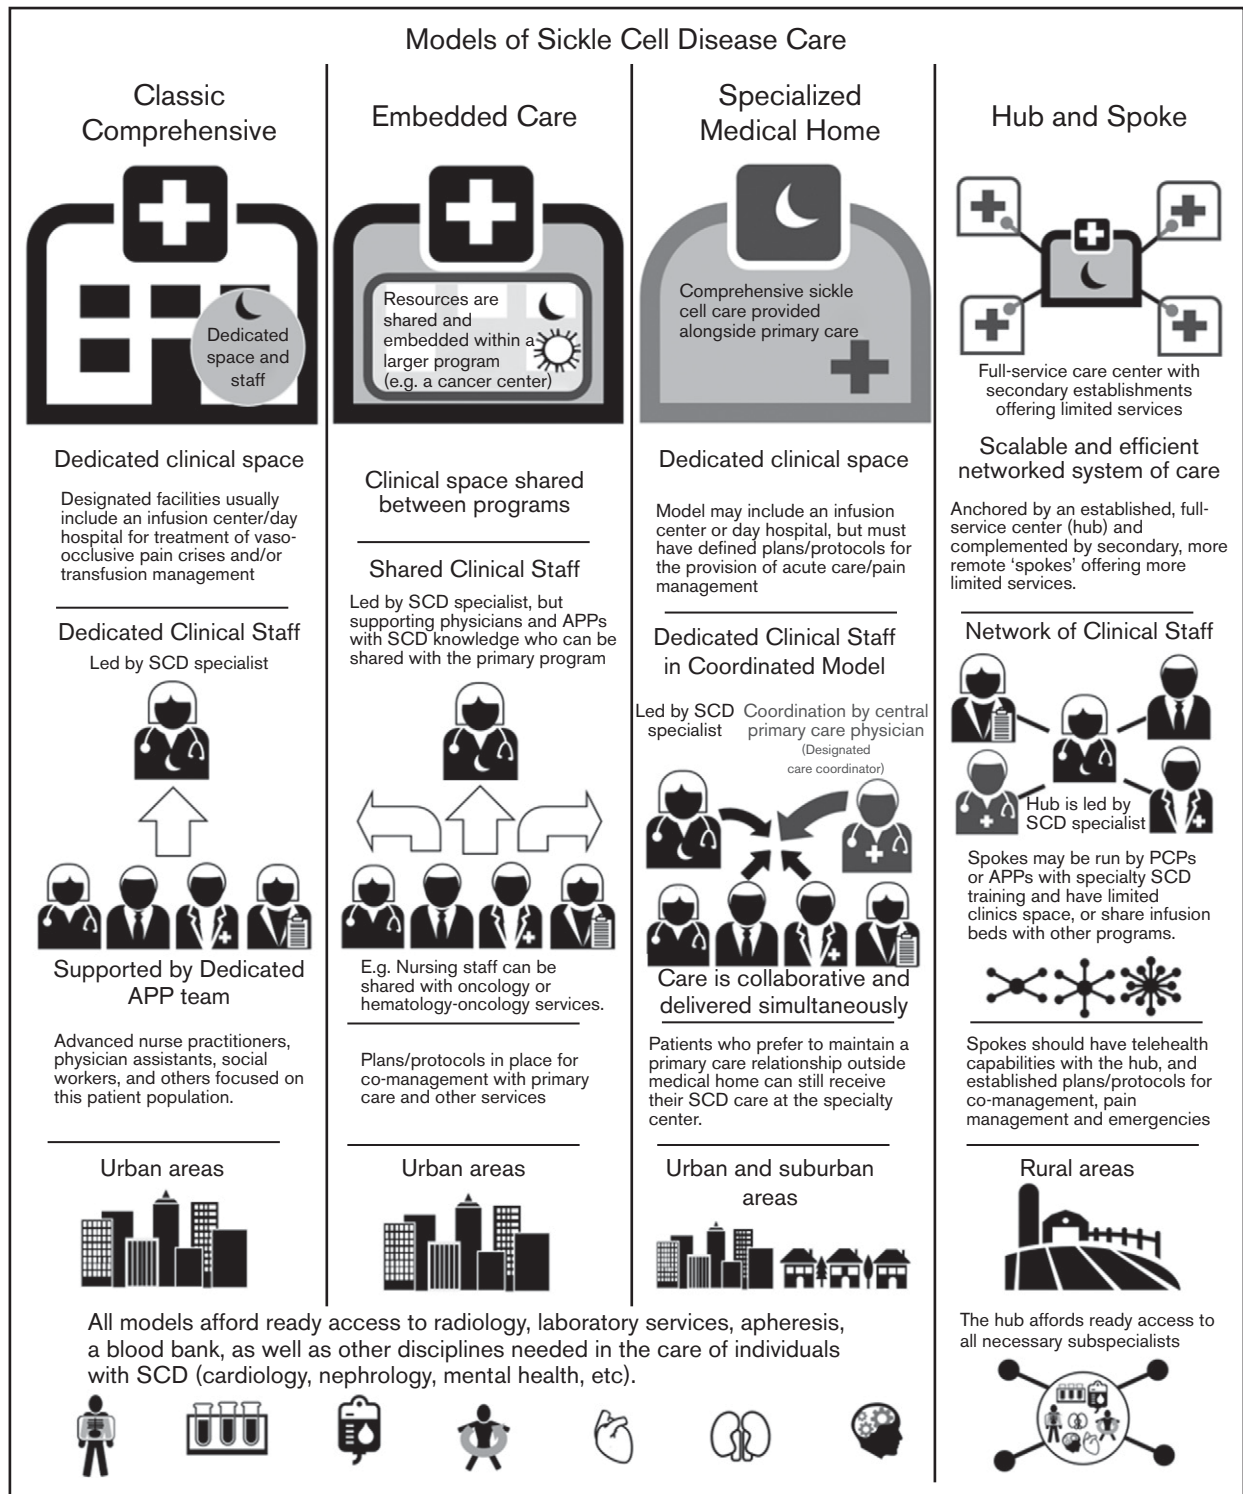 Models of Sickle Cell Disease Care
Classic
Comprehensive
Dedicated
space and
staff
Dedicated clinical space
Designated facilities usually
include an infusion center/day
hospital for treatment of vaso-
occlusive pain crises and/or
transfusion management
Dedicated Clinical Staff
Led by SCD specialist
Supported by Dedicated
APP team
Advanced nurse practitioners,
physician assistants, social
workers, and others focused on
this patient population.
Urban areas
Embedded Care
Resources are
shared and
embedded within a
larger program
(e.g. a cancer center)
Clinical space shared
between programs
Shared Clinical Staff
Led by SCD specialist, but
supporting physicians and APPs
with SCD knowledge who can be
shared with the primary program
E.g. Nursing staff can be
shared with oncology or
hematology-oncology services.
Plans/protocols in place for
co-management with primary
care and other services
Urban areas
Specialized
Medical Home
Comprehensive sickle
cell care provided
alongside primary care
Dedicated clinical space
Model may include an infusion
center or day hospital, but must
have defined plans/protocols for
the provision of acute care/pain
management
Dedicated Clinical Staff
in Coordinated Model
Led by SCD
specialist
Coordination by central
primary care physician
(Designated
care coordinator)
Care is collaborative and
delivered simultaneously
Patients who prefer to maintain a
primary care relationship outside
medical home can still receive
their SCD care at the specialty
center.
Urban and suburban
areas
Hub and Spoke
Full-service care center with
secondary establishments
offering limited services
Scalable and efficient
networked system of care
Anchored by an established, full-
service center (hub) and
complemented by secondary, more
remote 'spokes' offering more
limited services.
Network of Clinical Staff
Hub is led by
SCD specialist
Spokes may be run by PCPs
or APPs with specialty SCD
training and have limited
clinics space, or share infusion
beds with other programs.
Spokes should have telehealth
capabilities with the hub, and
established plans/protocols for
co-management, pain
management and emergencies
Rural areas
The hub affords ready access to
all necessary subspecialists
All models afford ready access to radiology, laboratory services, apheresis,
a blood bank, as well as other disciplines needed in the care of individuals
with SCD (cardiology, nephrology, mental health, etc).